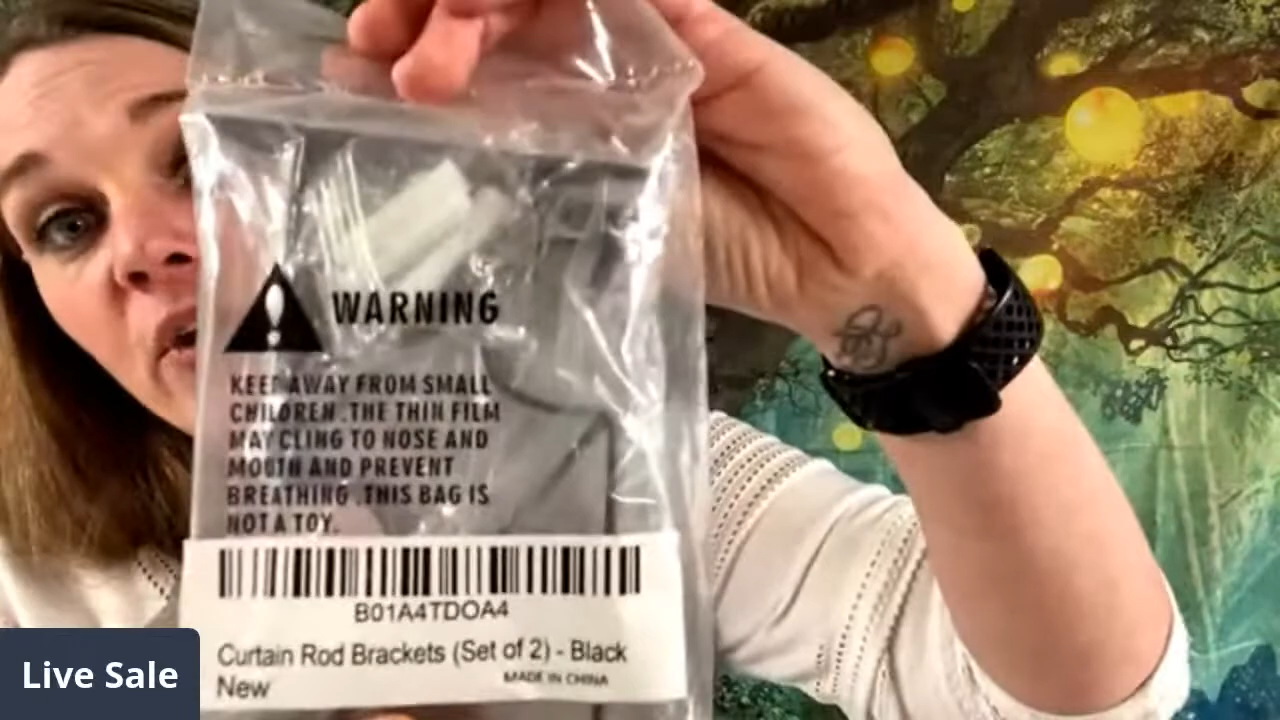 WARNING
KEEP AWAY FROM SMALL
CHILDREN .THE THIN FILM
MAY CLING TO NOSE AND
MOUTH AND PREVENT
BREATHING .THIS BAG IS
NOT A TOY.
B01A4TDOA4
Curtain Rod Brackets (Set of 2) - Black
New
MADE IN CHINA
Live Sale